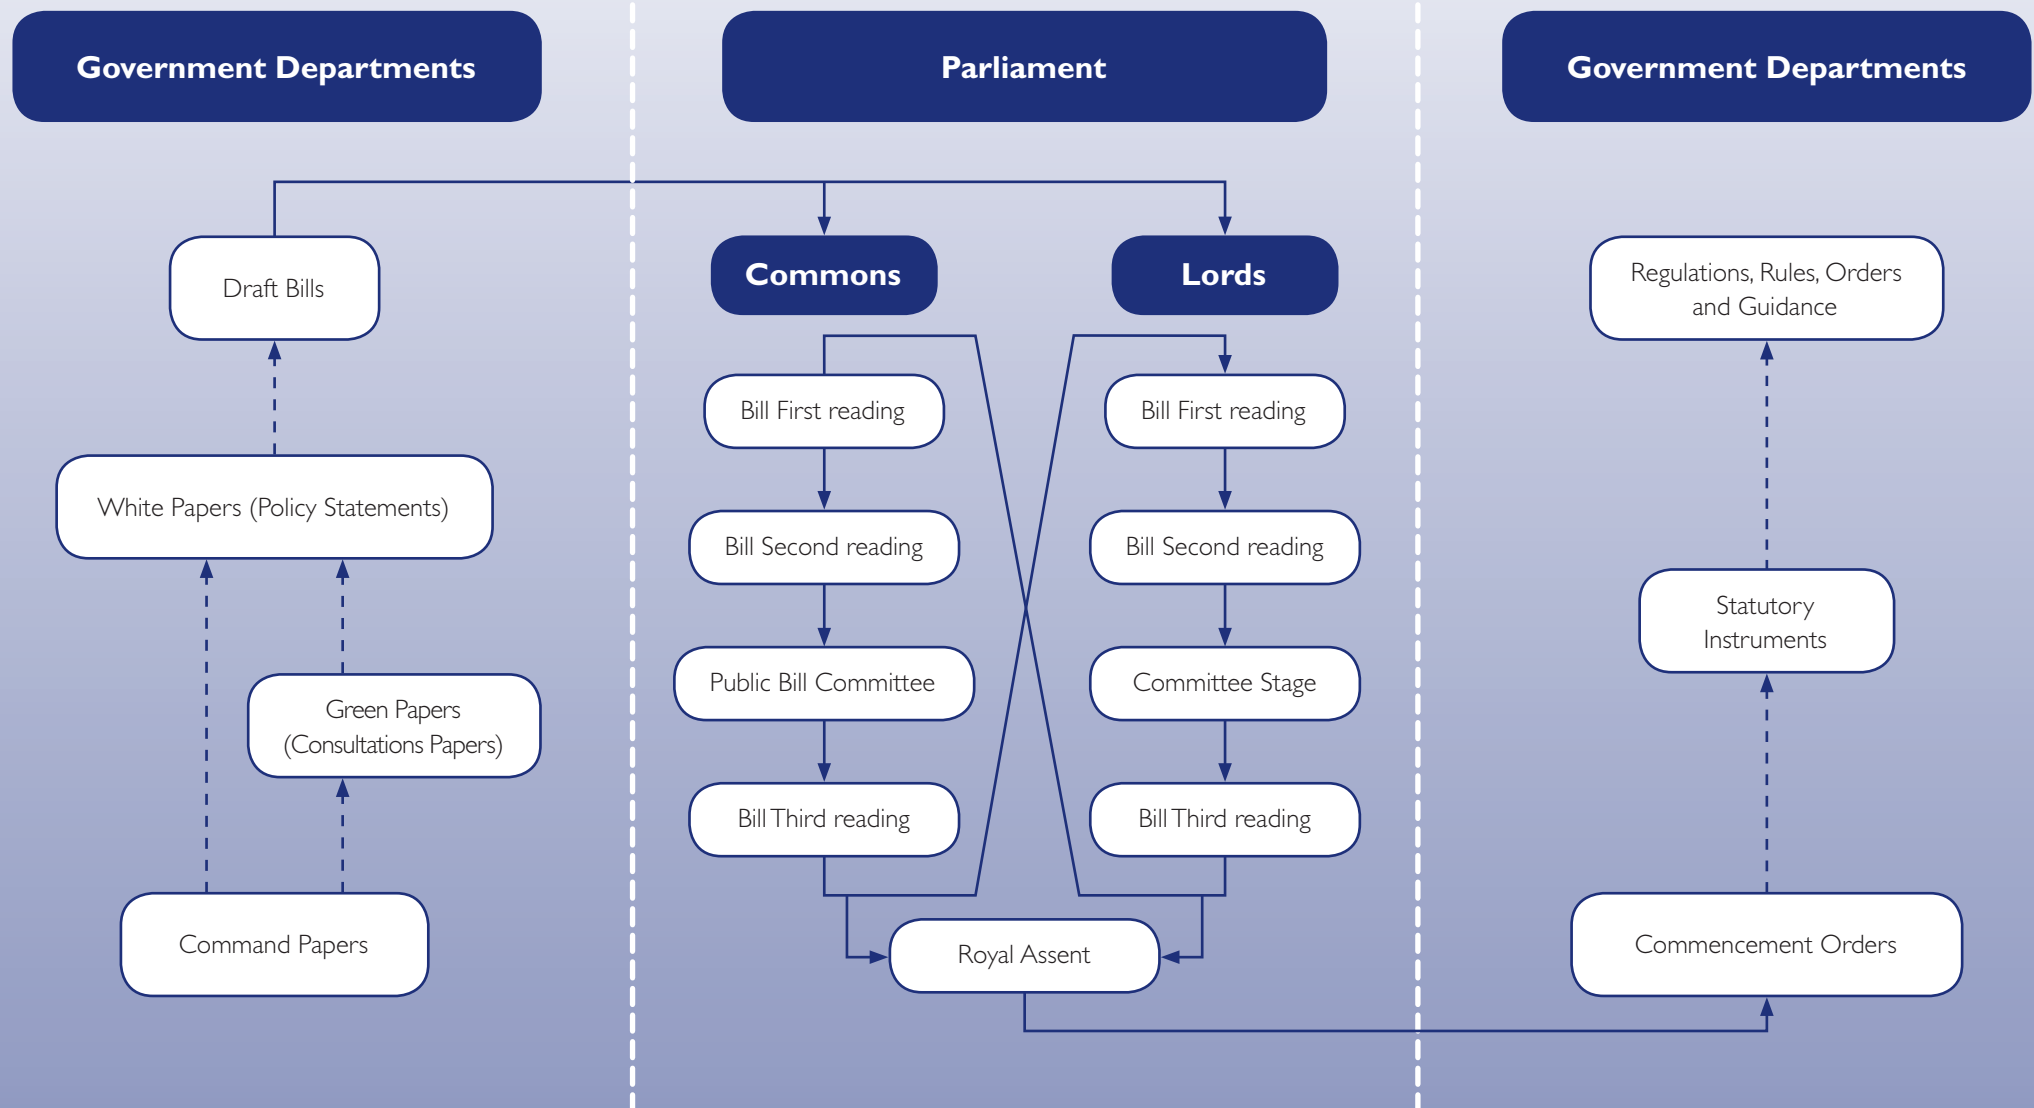 Government Departments
Parliament
Government Departments
Draft Bills
White Papers (Policy Statements)
Green Papers
(Consultations Papers)
Command Papers
Commons
Bill First reading
Bill Second reading
Public Bill Committee
Bill Third reading
Lords
Bill First reading
Bill Second reading
Committee Stage
Bill Third reading
Royal Assent
Regulations, Rules, Orders
and Guidance
Statutory
Instruments
Commencement Orders